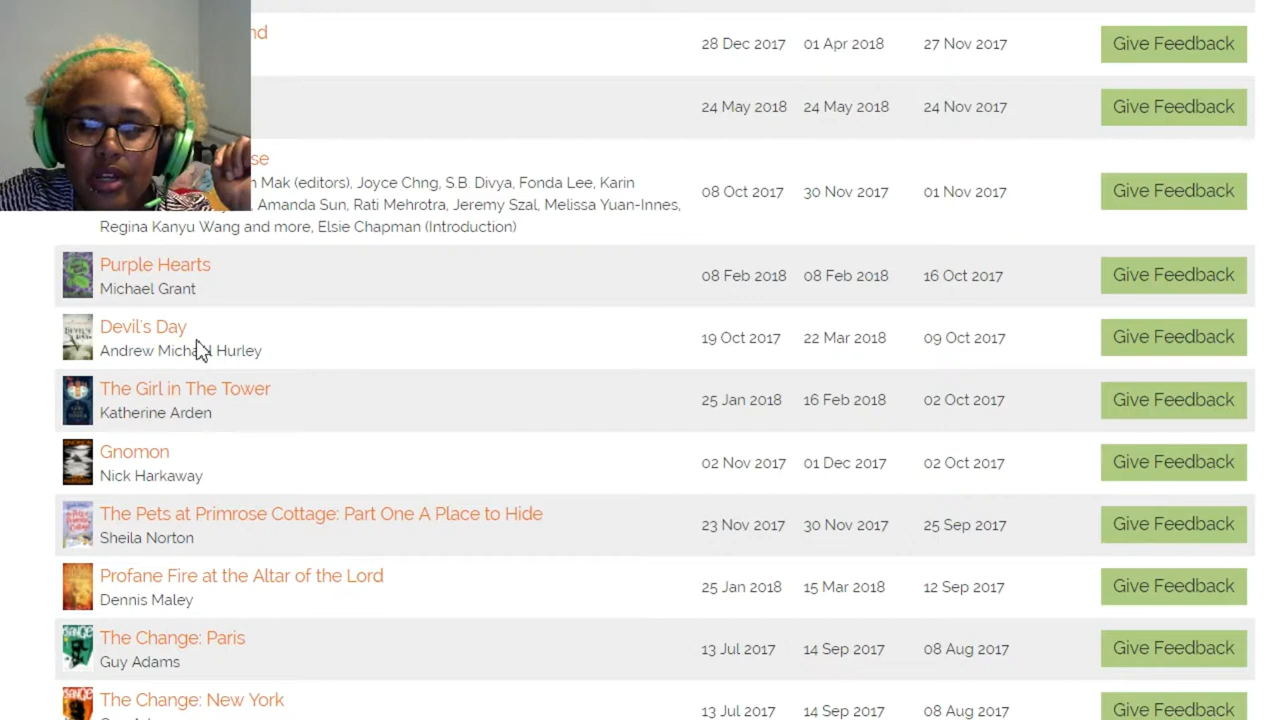 nd
28 Dec 2017 01 Apr 2018 27 Nov 2017 Give Feedback
24 May 2018 24 May 2018 24 Nov 2017 Give Feedback
se
n Mak (editors), Joyce Chng, S.B. Divya, Fonda Lee, Karin
, Amanda Sun, Rati Mehrotra, Jeremy Szal, Melissa Yuan-Innes,
Regina Kanyu Wang and more, Elsie Chapman (Introduction)
08 Oct 2017 30 Nov 2017 01 Nov 2017 Give Feedback
Purple Hearts
Michael Grant
08 Feb 2018 08 Feb 2018 16 Oct 2017 Give Feedback
Devil's Day
Andrew Michael Hurley
19 Oct 2017 22 Mar 2018 09 Oct 2017 Give Feedback
The Girl in The Tower
Katherine Arden
25 Jan 2018 16 Feb 2018 02 Oct 2017 Give Feedback
Gnomon
Nick Harkaway
02 Nov 2017 01 Dec 2017 02 Oct 2017 Give Feedback
The Pets at Primrose Cottage: Part One A Place to Hide
Sheila Norton
23 Nov 2017 30 Nov 2017 25 Sep 2017 Give Feedback
Profane Fire at the Altar of the Lord
Dennis Maley
25 Jan 2018 15 Mar 2018 12 Sep 2017 Give Feedback
The Change: Paris
Guy Adams
13 Jul 2017 14 Sep 2017 08 Aug 2017 Give Feedback
The Change: New York
13 Jul 2017 14 Sep 2017 08 Aug 2017 Give Feedback